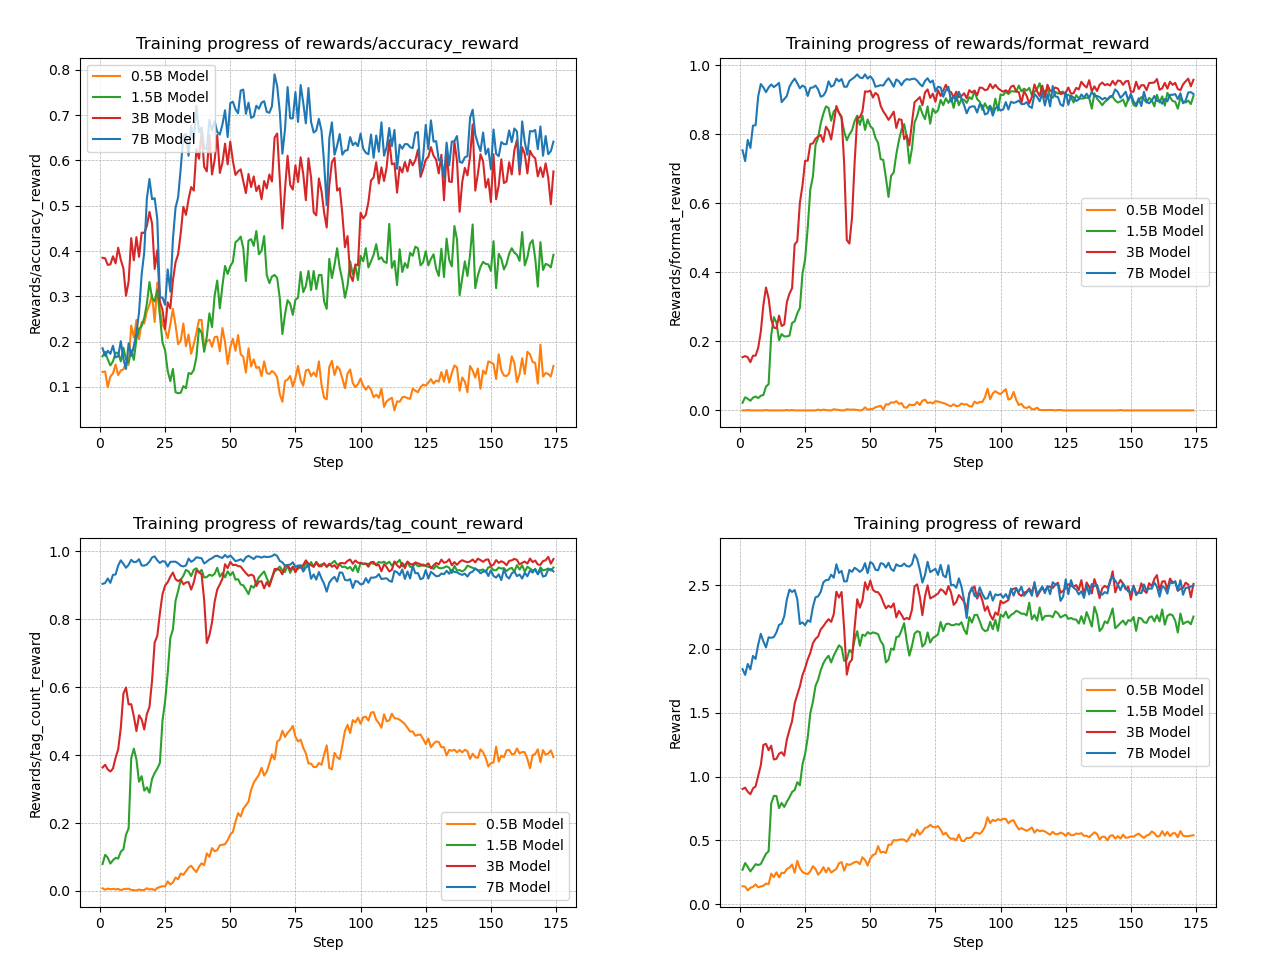 Training progress of rewards/accuracy_reward
Rewards/accuracy_reward
0.8
0.7
0.6
0.5
0.4
0.3
0.2
0.1
0.5B Model
1.5B Model
3B Model
7B Model
0 25 50 75 100 125 150 175
Step
Training progress of rewards/format_reward
Rewards/format_reward
1.0
0.8
0.6
0.4
0.2
0.0
0.5B Model
1.5B Model
3B Model
7B Model
0 25 50 75 100 125 150 175
Step
Training progress of rewards/tag_count_reward
Rewards/tag_count_reward
1.0
0.8
0.6
0.4
0.2
0.0
0.5B Model
1.5B Model
3B Model
7B Model
0 25 50 75 100 125 150 175
Step
Training progress of reward
Reward
2.5
2.0
1.5
1.0
0.5
0.0
0.5B Model
1.5B Model
3B Model
7B Model
0 25 50 75 100 125 150 175
Step